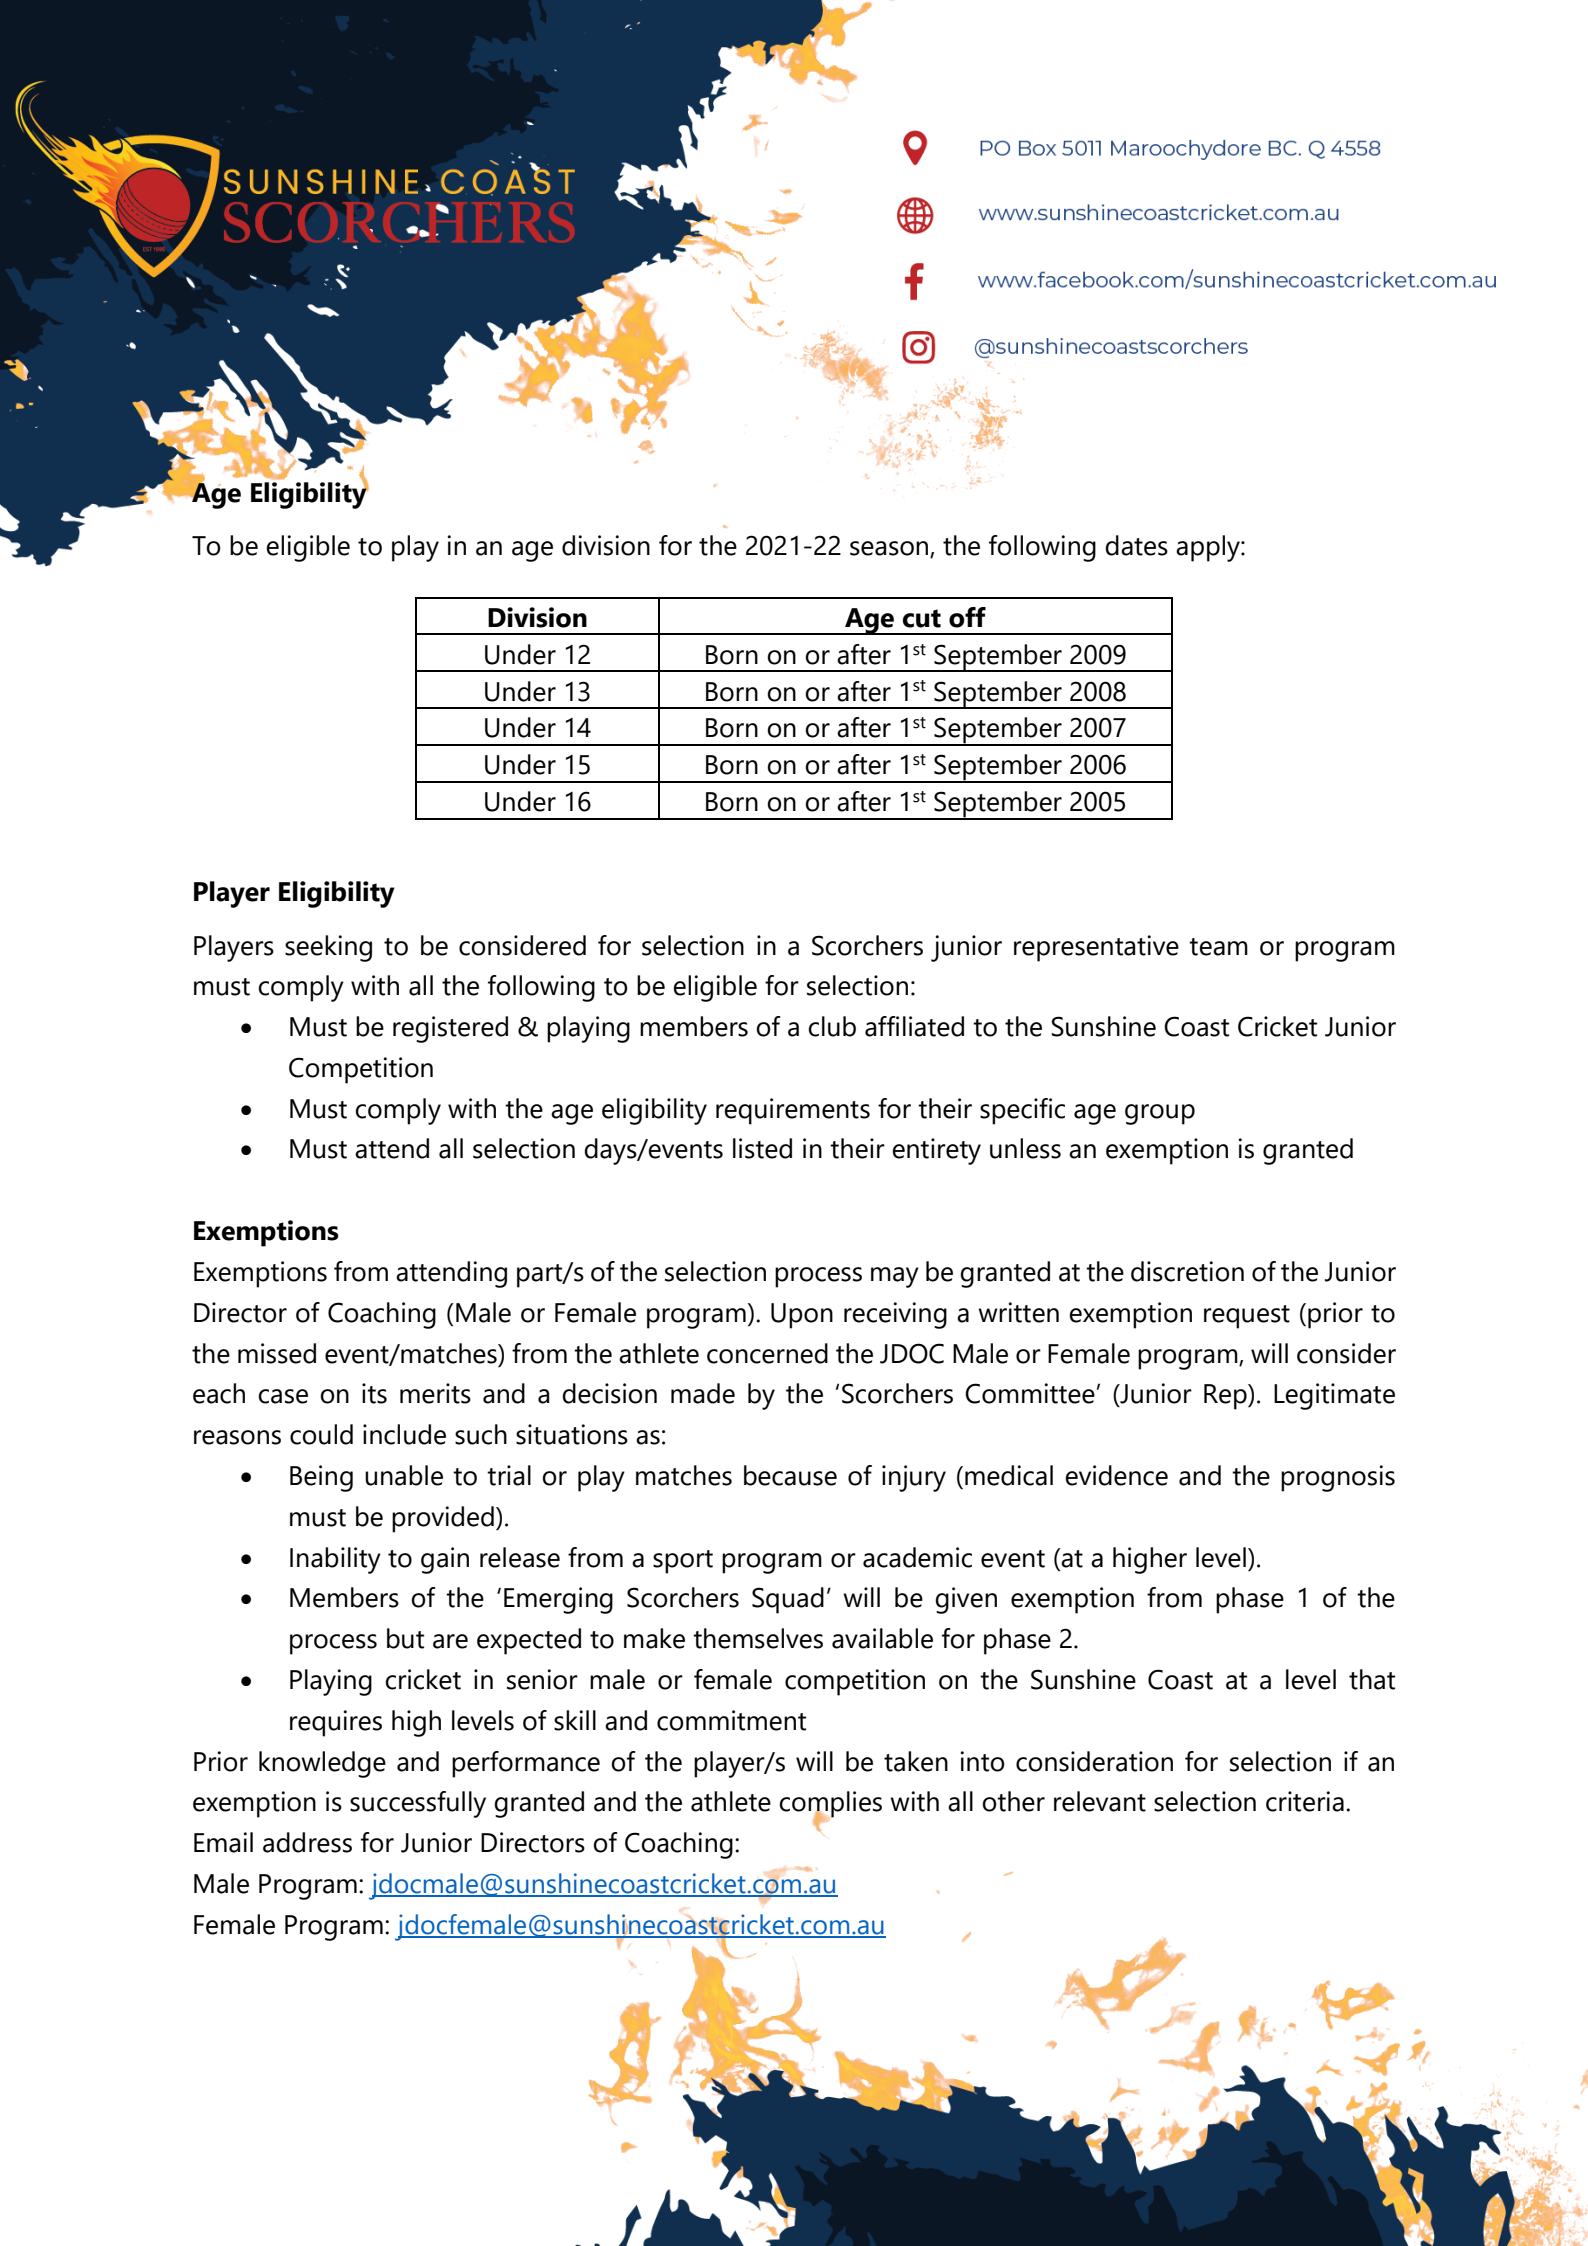 SUNSHINE COAST
SCORCHERS
EST 1966
PO Box 5011 Maroochydore BC. Q 4558
www.sunshinecoastcricket.com.au
www.facebook.com/sunshinecoastcricket.com.au
@sunshinecoastscorchers
Age Eligibility
To be eligible to play in an age division for the 2021-22 season, the following dates apply:
Division Age cut off
Under 12 Born on or after 1st September 2009
Under 13 Born on or after 1st September 2008
Under 14 Born on or after 1st September 2007
Under 15 Born on or after 1st September 2006
Under 16 Born on or after 1st September 2005
Player Eligibility
Players seeking to be considered for selection in a Scorchers junior representative team or program
must comply with all the following to be eligible for selection:
• Must be registered & playing members of a club affiliated to the Sunshine Coast Cricket Junior
Competition
• Must comply with the age eligibility requirements for their specific age group
• Must attend all selection days/events listed in their entirety unless an exemption is granted
Exemptions
Exemptions from attending part/s of the selection process may be granted at the discretion of the Junior
Director of Coaching (Male or Female program). Upon receiving a written exemption request (prior to
the missed event/matches) from the athlete concerned the JDOC Male or Female program, will consider
each case on its merits and a decision made by the ‘Scorchers Committee’ (Junior Rep). Legitimate
reasons could include such situations as:
• Being unable to trial or play matches because of injury (medical evidence and the prognosis
must be provided).
• Inability to gain release from a sport program or academic event (at a higher level).
• Members of the ‘Emerging Scorchers Squad’ will be given exemption from phase 1 of the
process but are expected to make themselves available for phase 2.
• Playing cricket in senior male or female competition on the Sunshine Coast at a level that
requires high levels of skill and commitment
Prior knowledge and performance of the player/s will be taken into consideration for selection if an
exemption is successfully granted and the athlete complies with all other relevant selection criteria.
Email address for Junior Directors of Coaching:
Male Program: jdocmale@sunshinecoastcricket.com.au
Female Program: jdocfemale@sunshinecoastcricket.com.au